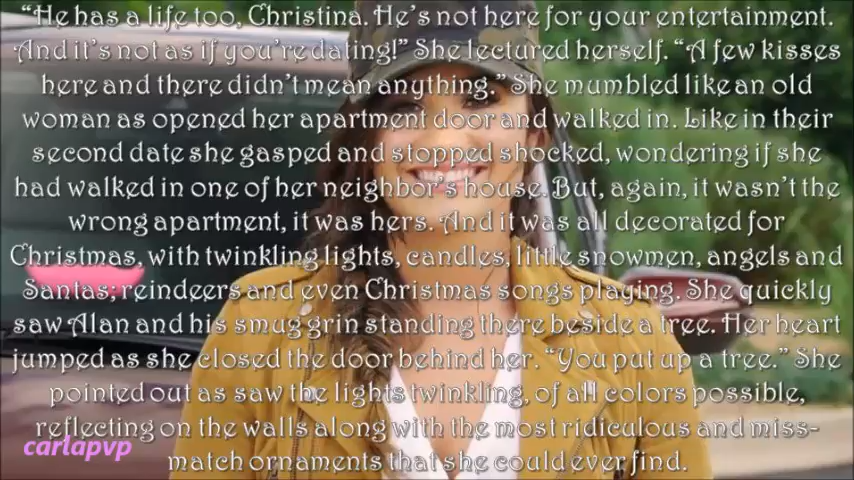 “He has a life too, Christina. He’s not here for your entertainment.
And it’s not as if you’re dating!” She lectured herself. “A few kisses
here and there didn’t mean anything.” She mumbled like an old
woman as opened her apartment door and walked in. Like in their
second date she gasped and stopped shocked, wondering if she
had walked in one of her neighbor’s house. But, again, it wasn’t the
wrong apartment, it was hers. And it was all decorated for
Christmas, with twinkling lights, candles, little snowmen, angels and
Santas; reindeers and even Christmas songs playing. She quickly
saw Alan and his smug grin standing there beside a tree. Her heart
jumped as she closed the door behind her. “You put up a tree.” She
pointed out as saw the lights twinkling, of all colors possible,
reflecting on the walls along with the most ridiculous and miss-
match ornaments that she could ever find.
carlapvp